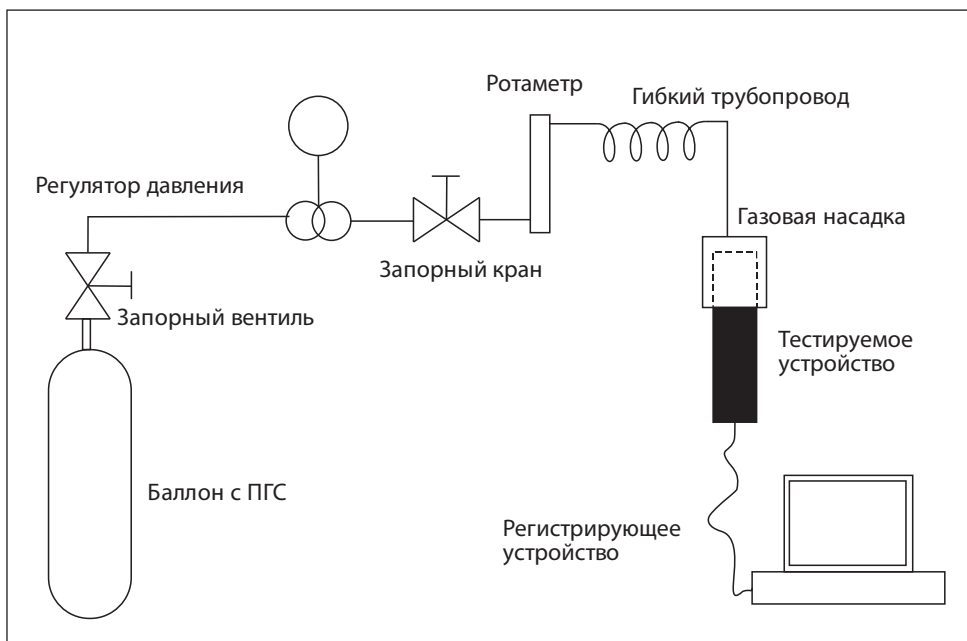 Ротаметр
Гибкий трубопровод
Регулятор давления
Газовая насадка
Запорный кран
Запорный вентиль
Тестируемое
устройство
Баллон с ПГС
Регистрирующее
устройство